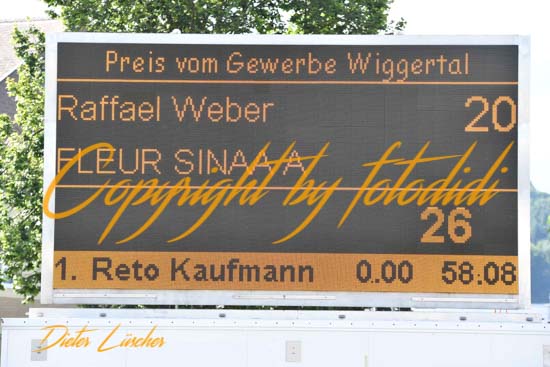 Preis vom Gewerbe Wiggertal
Raffael Weber 20
FLEUR SINAA A
Copyright by fotodidi
26
1. Reto Kaufmann 0.00 58.08
Dieter Lüscher